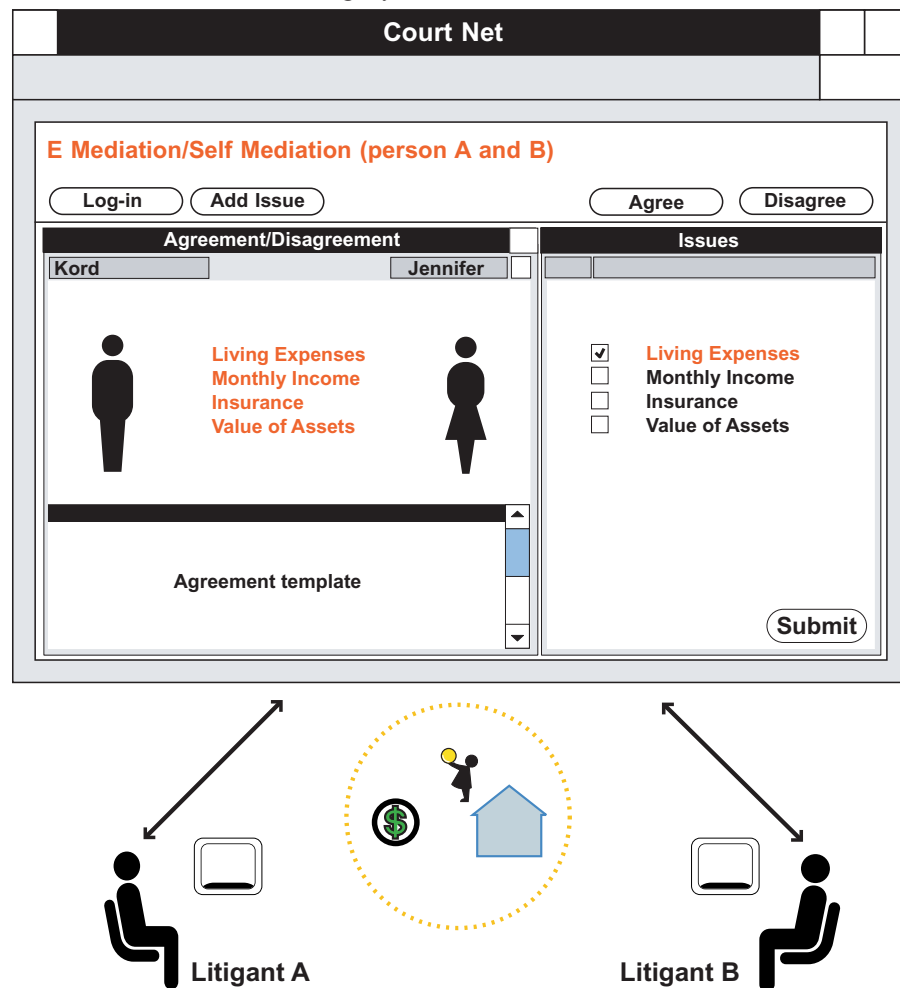 Court Net
E Mediation/Self Mediation (person A and B)
Log-in
Add Issue
Agree
Disagree
Agreement/Disagreement
Issues
Kord
Jennifer
Living Expenses
Monthly Income
Insurance
Value of Assets
Living Expenses
Monthly Income
Insurance
Value of Assets
Agreement template
Submit
$
Litigant A
Litigant B